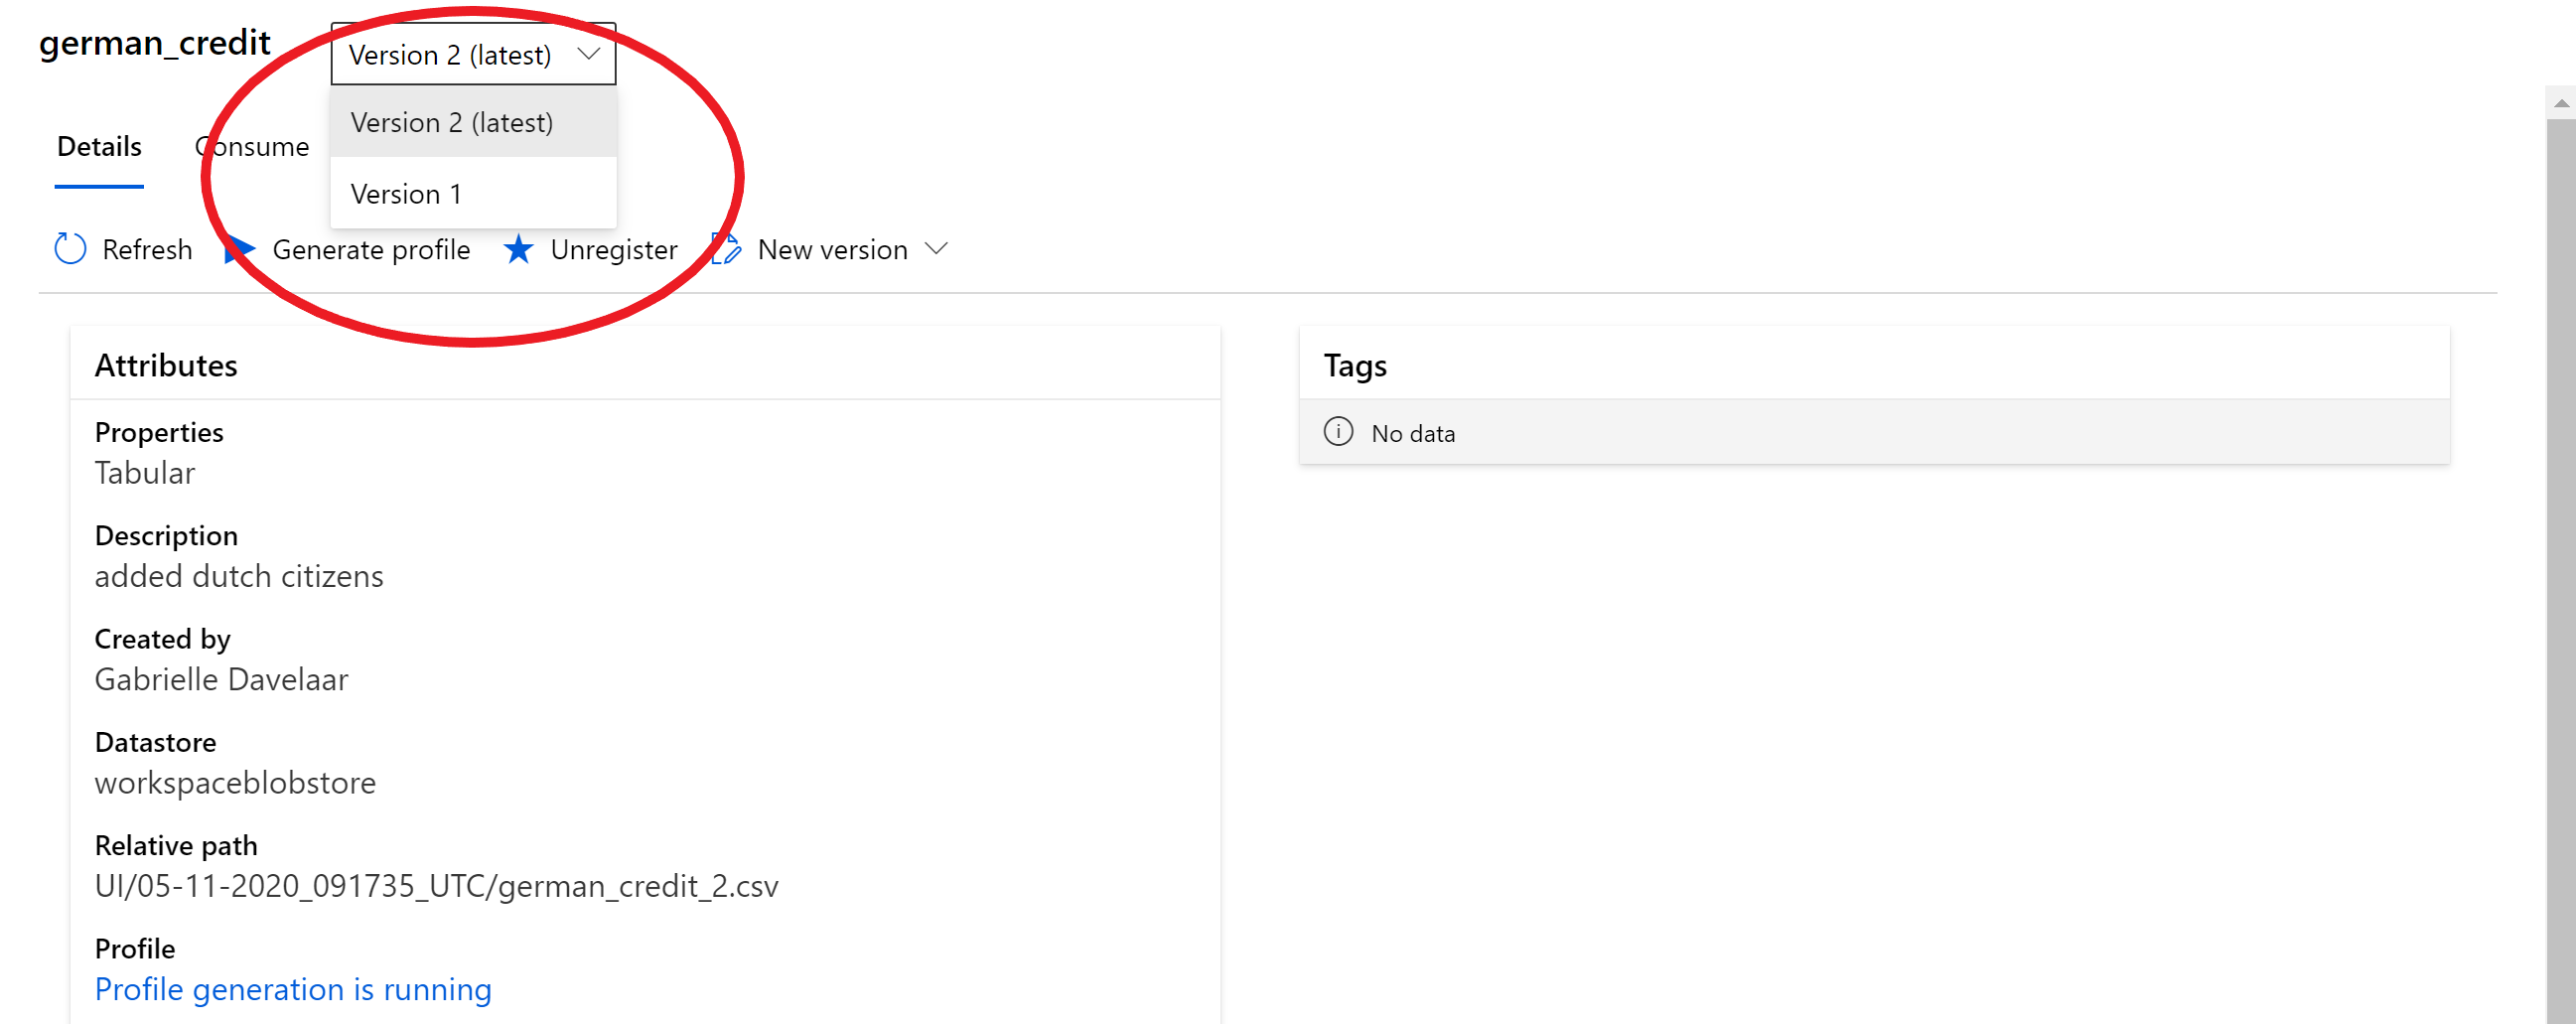 german_credit
Version 2 (latest)
Version 2 (latest)
Version 1
Details Consume
Refresh Generate profile Unregister New version
Attributes
Properties
Tabular
Description
added dutch citizens
Created by
Gabrielle Davelaar
Datastore
workspaceblobstore
Relative path
UI/05-11-2020_091735_UTC/german_credit_2.csv
Profile
Profile generation is running
Tags
No data